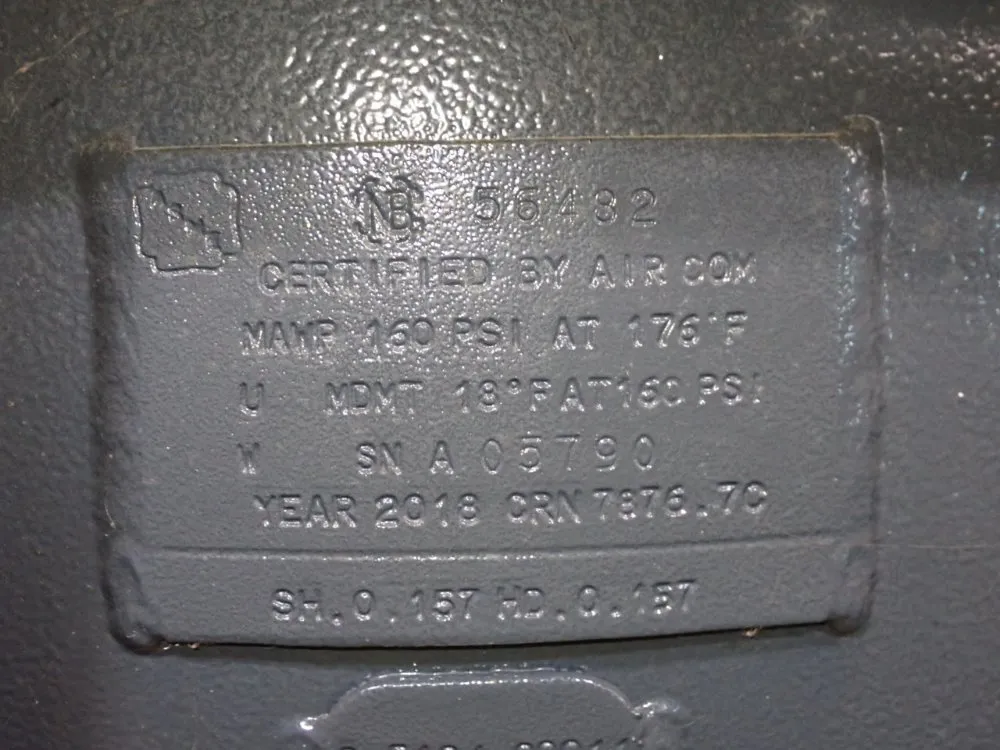 NB 56482
CERTIFIED BY AIR COM
MAWP 160 PSI AT 176°F
U MDMT 18°F AT 160 PSI
W SN A 05790
YEAR 2018 CRN 7876.7C
SH.0.157 HD.0.157